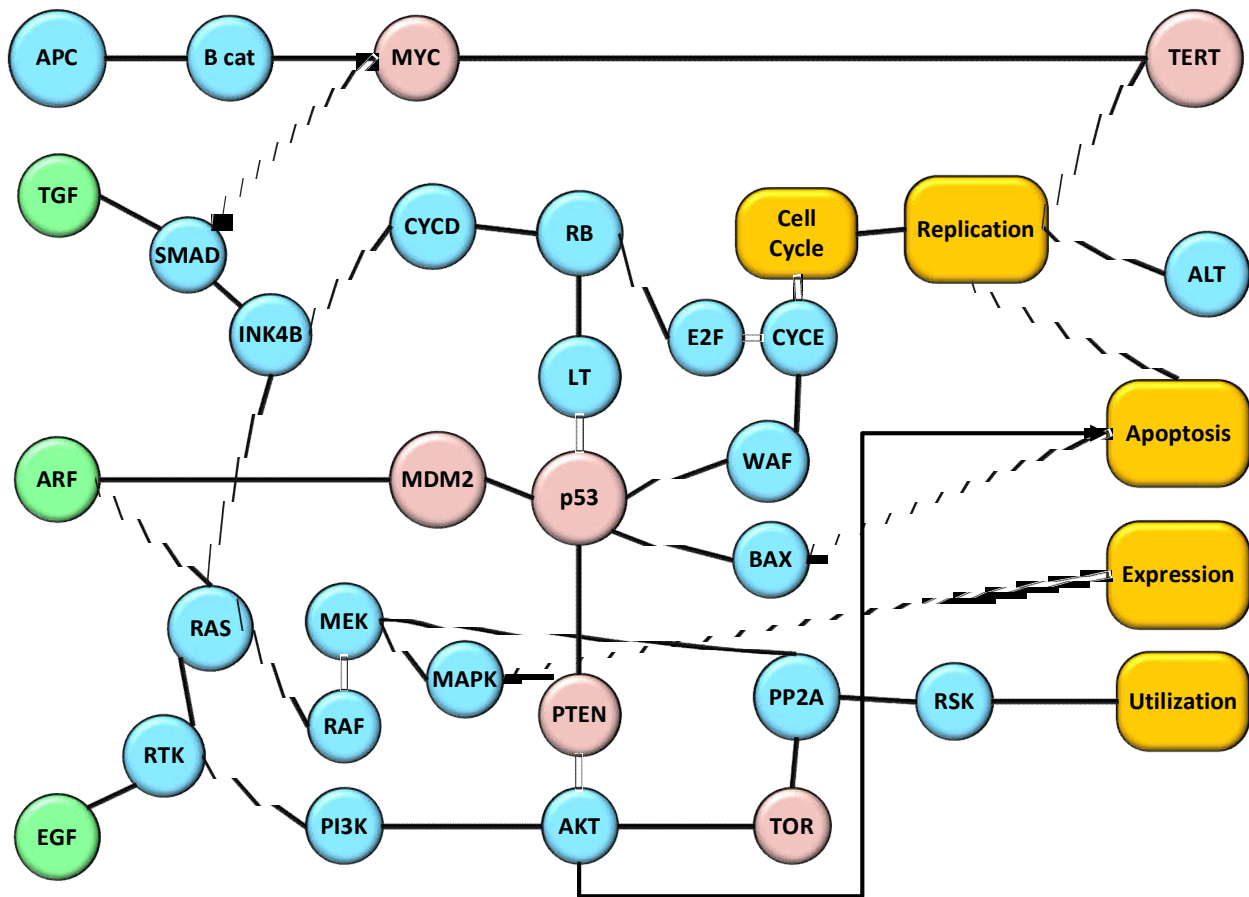 APC
B cat
MYC
TERT
TGF
SMAD
INK4B
CYCD
RB
Cell
Cycle
Replication
ALT
E2F
CYCE
LT
Apoptosis
ARF
MDM2
p53
WAF
BAX
Expression
RAS
MEK
MAPK
RAF
PTEN
PP2A
RSK
Utilization
RTK
EGF
PI3K
AKT
TOR